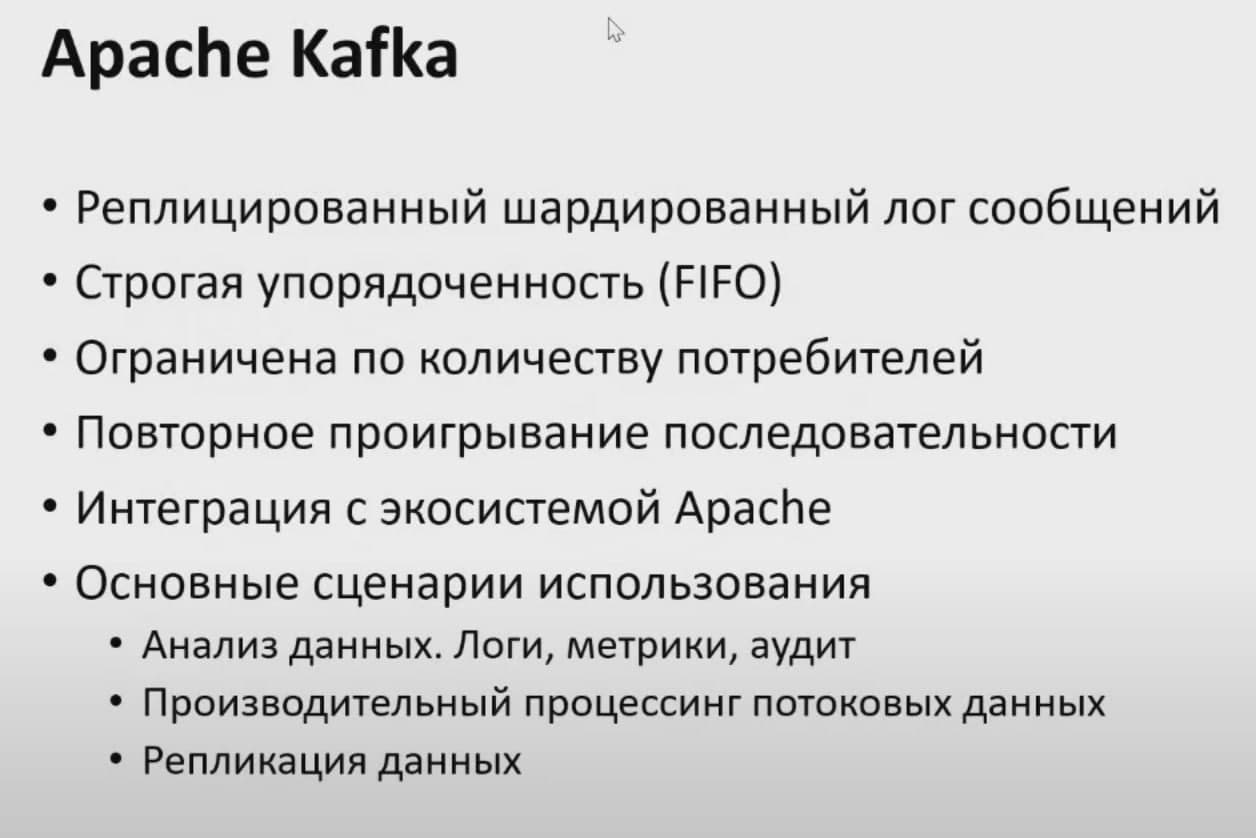 Apache Kafka
• Реплицированный шардированный лог сообщений
• Строгая упорядоченность (FIFO)
• Ограничена по количеству потребителей
• Повторное проигрывание последовательности
• Интеграция с экосистемой Apache
• Основные сценарии использования
• Анализ данных. Логи, метрики, аудит
• Производительный процессинг потоковых данных
• Репликация данных